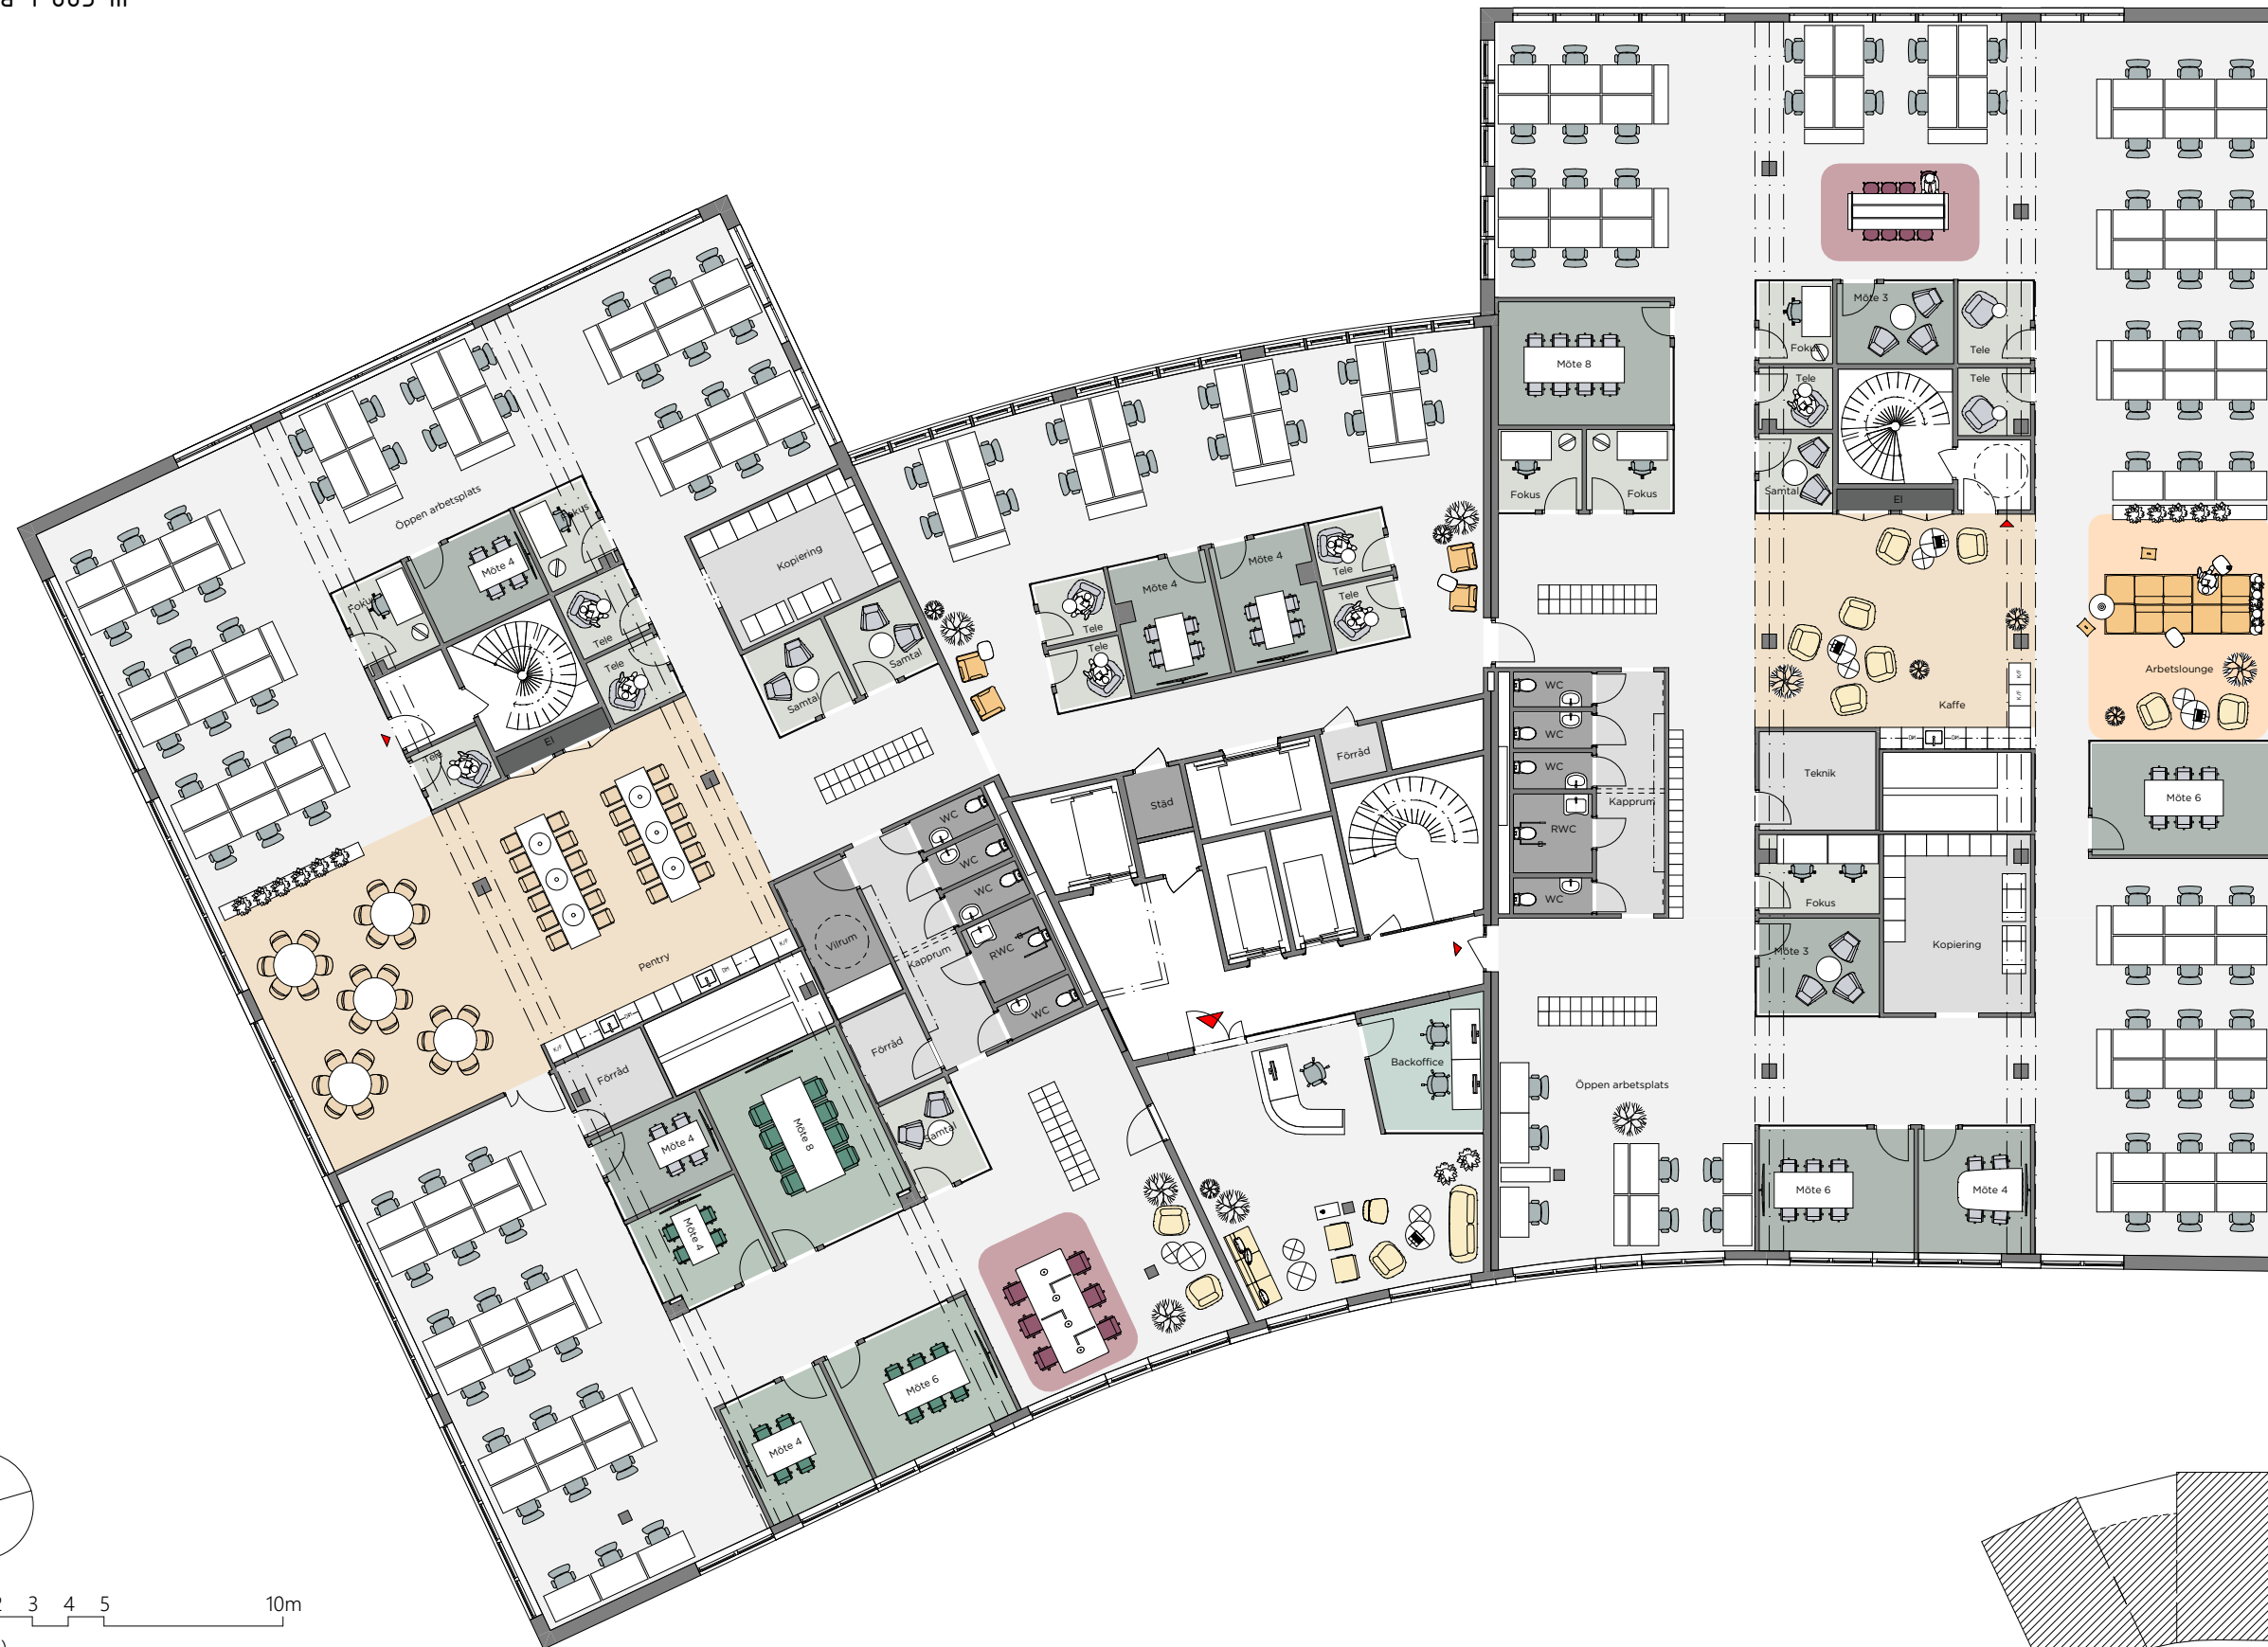 Möte 3
Fokus
Tele
Möte 8
Tele
Tele
Fokus
Fokus
Samtal
El
Öppen arbetsplats
Fokus
Möte 4
Kopiering
Möte 4
Möte 4
Tele
Fokus
Tele
Tele
Tele
Tele
Tele
Samtal
Samtal
Tele
El
Arbetslounge
K/F
K/F
Kaffe
DM
DM
WC
WC
WC
RWC
WC
Kapprum
Teknik
Möte 6
Förråd
Städ
WC
WC
WC
RWC
WC
Kapprum
Vilrum
Pentry
K/F
DM
DM
K/F
Fokus
Möte 3
Kopiering
Förråd
Förråd
Backoffice
Öppen arbetsplats
Möte 4
Möte 8
Samtal
Möte 4
Möte 6
Möte 4
Möte 6
Möte 4
3 4 5 10m